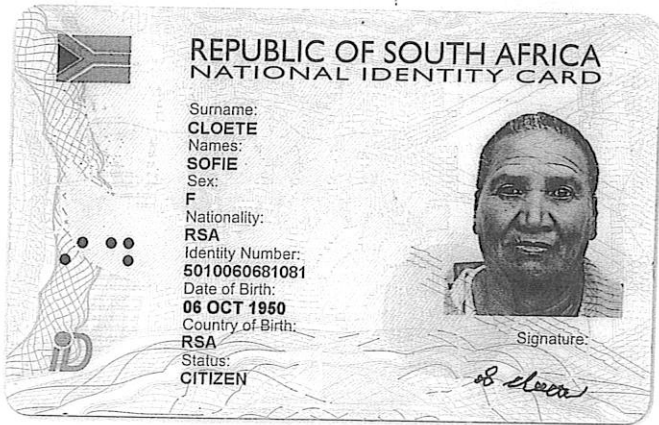 REPUBLIC OF SOUTH AFRICA
NATIONAL IDENTITY CARD
Surname:
CLOETE
Names:
SOFIE
Sex:
F
Nationality:
RSA
Identity Number:
5010060681081
Date of Birth:
06 OCT 1950
Country of Birth:
RSA
Status:
CITIZEN
Signature:
iD